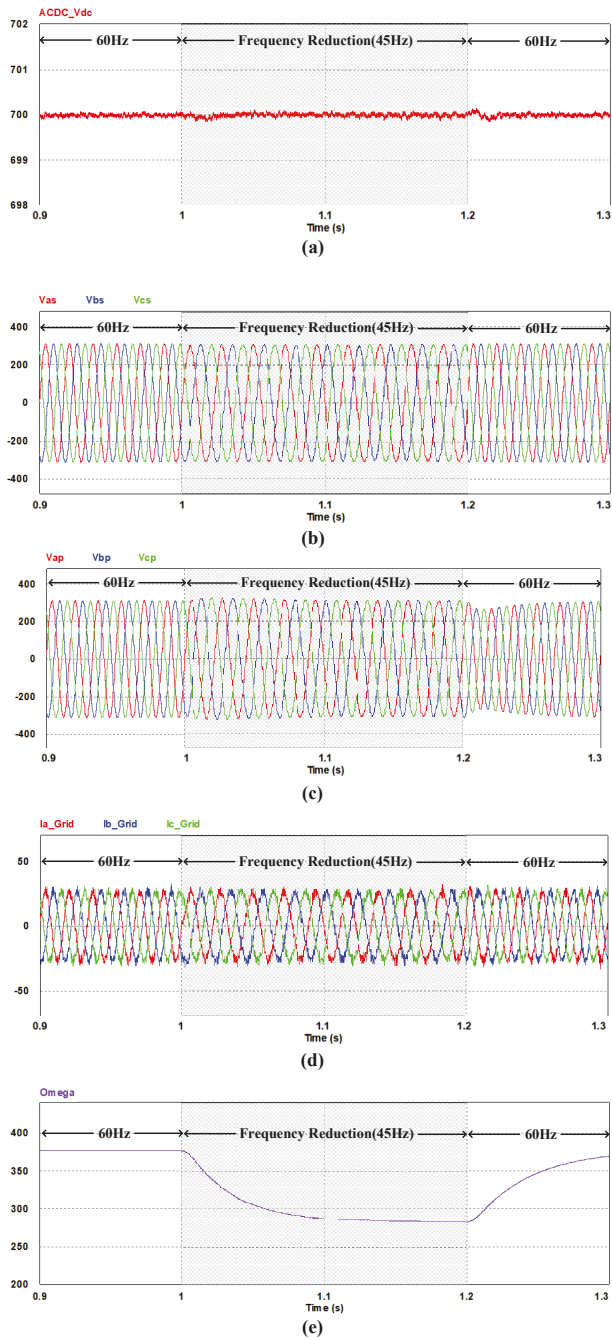 ACDC_Vdc
702
60Hz Frequency Reduction(45Hz) 60Hz
701
700
699
698
0.9 1 1.1 1.2 1.3
Time (s)
(a)
Vas Vbs Vcs
400
60Hz Frequency Reduction(45Hz) 60Hz
200
0
-200
-400
0.9 1 1.1 1.2 1.3
Time (s)
(b)
Vap Vbp Vcp
400
60Hz Frequency Reduction(45Hz) 60Hz
200
0
-200
-400
0.9 1 1.1 1.2 1.3
Time (s)
(c)
Ia_Grid Ib_Grid Ic_Grid
60Hz Frequency Reduction(45Hz) 60Hz
50
0
-50
0.9 1 1.1 1.2 1.3
Time (s)
(d)
Omega
400
60Hz Frequency Reduction(45Hz) 60Hz
350
300
250
200
0.9 1 1.1 1.2 1.3
Time (s)
(e)